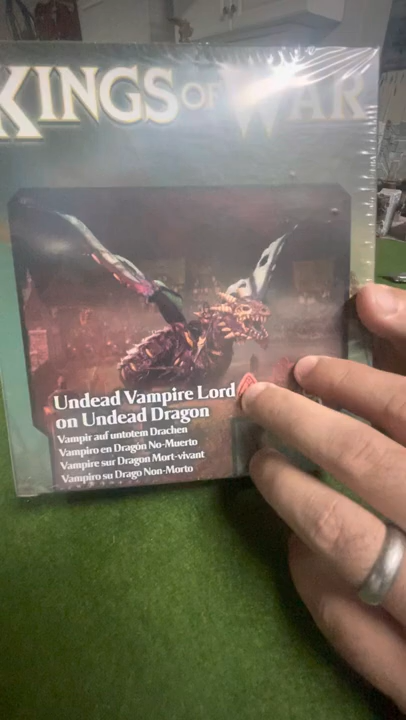 KINGS OF WAR
Undead Vampire Lord
on Undead Dragon
Vampir auf untotem Drachen
Vampiro en Dragón No-Muerto
Vampire sur Dragon Mort-vivant
Vampiro su Drago Non-Morto